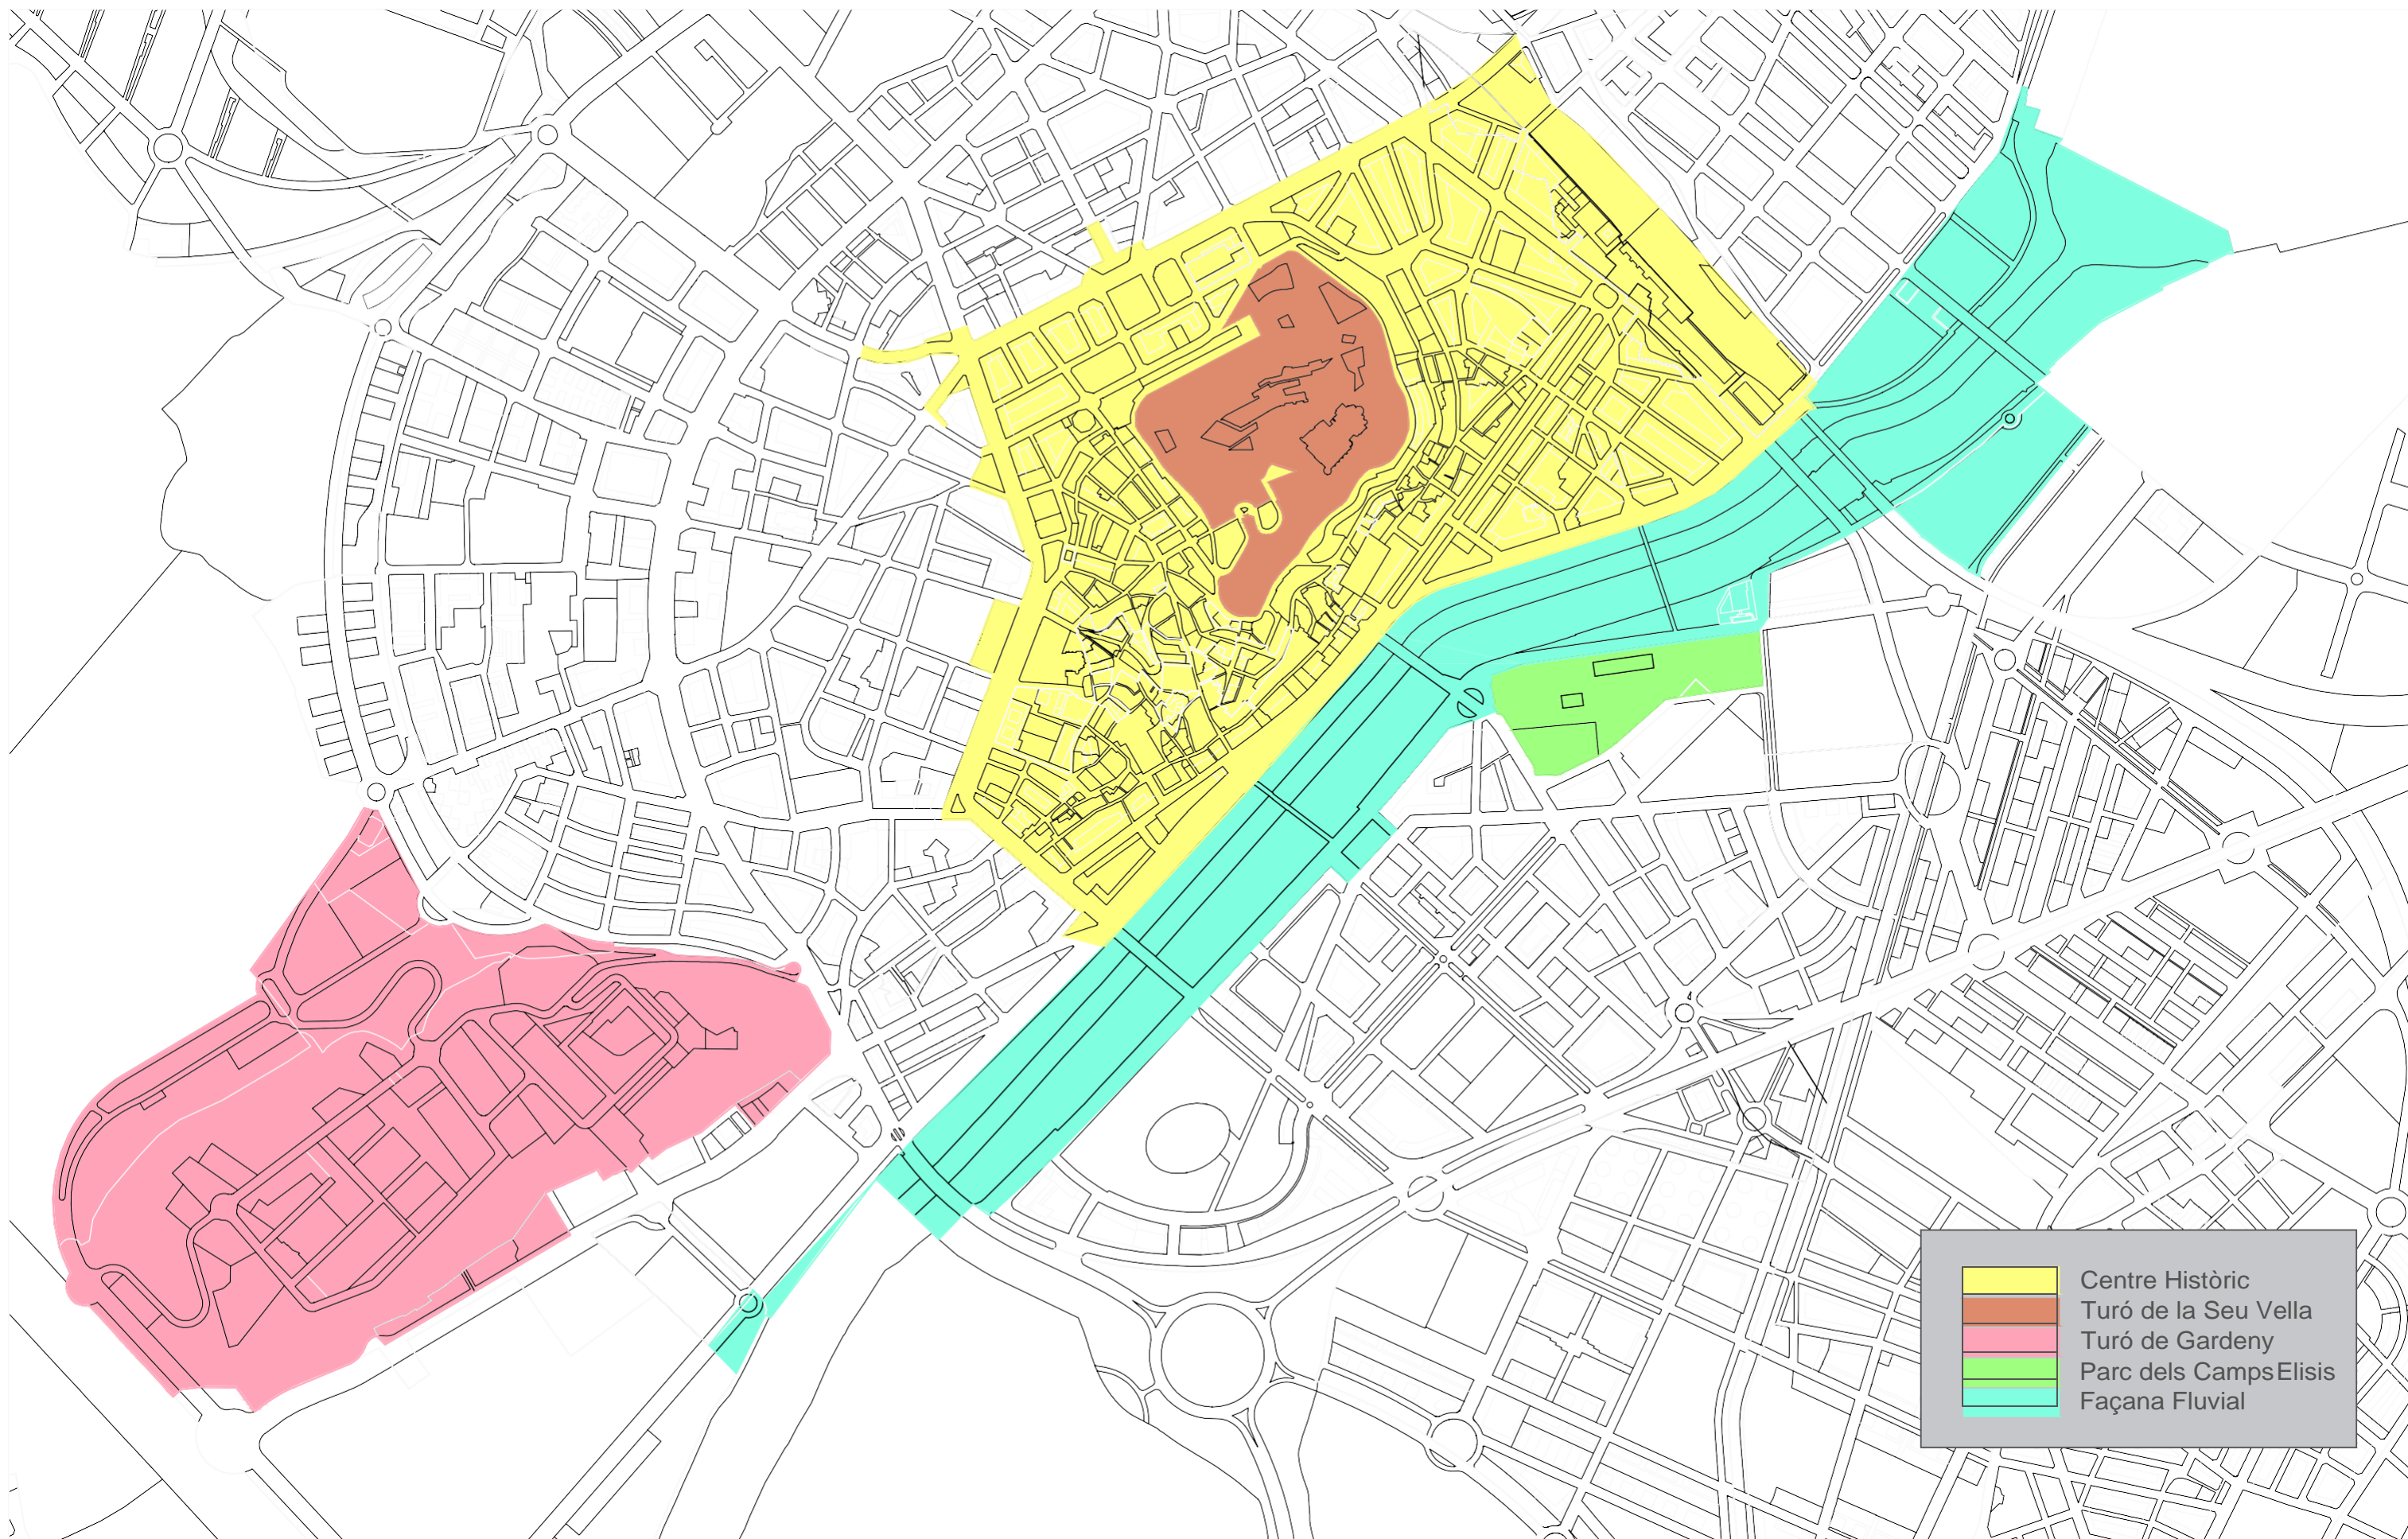 Centre Històric
Turó de la Seu Vella
Turó de Gardeny
Parc dels Camps Elisis
Façana Fluvial